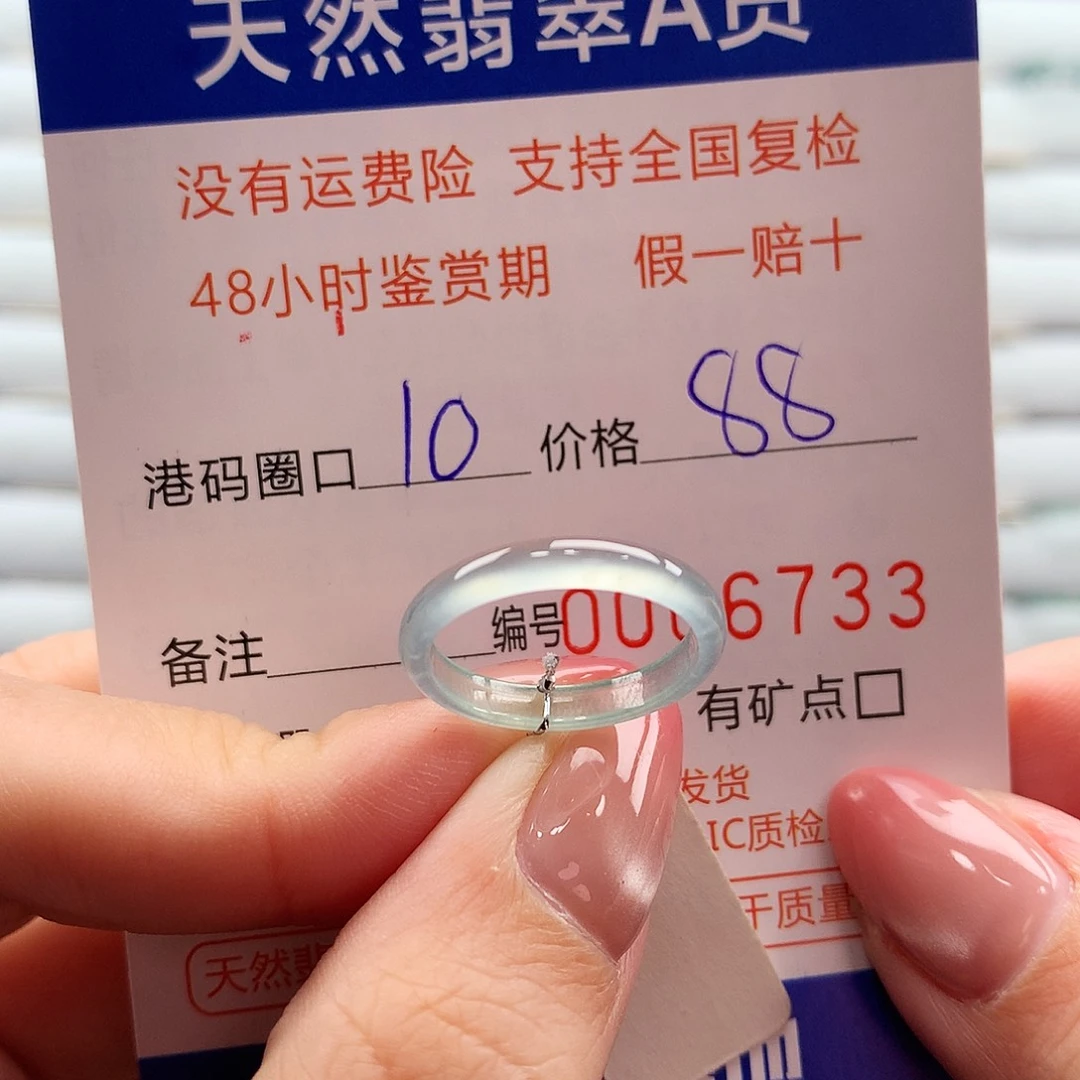 天然翡翠A货
没有运费险 支持全国复检
48小时鉴赏期 假一赔十
港码圈口 10 价格 88
备注 编号 6733
有矿点□
发货
IC质检
质量
天然